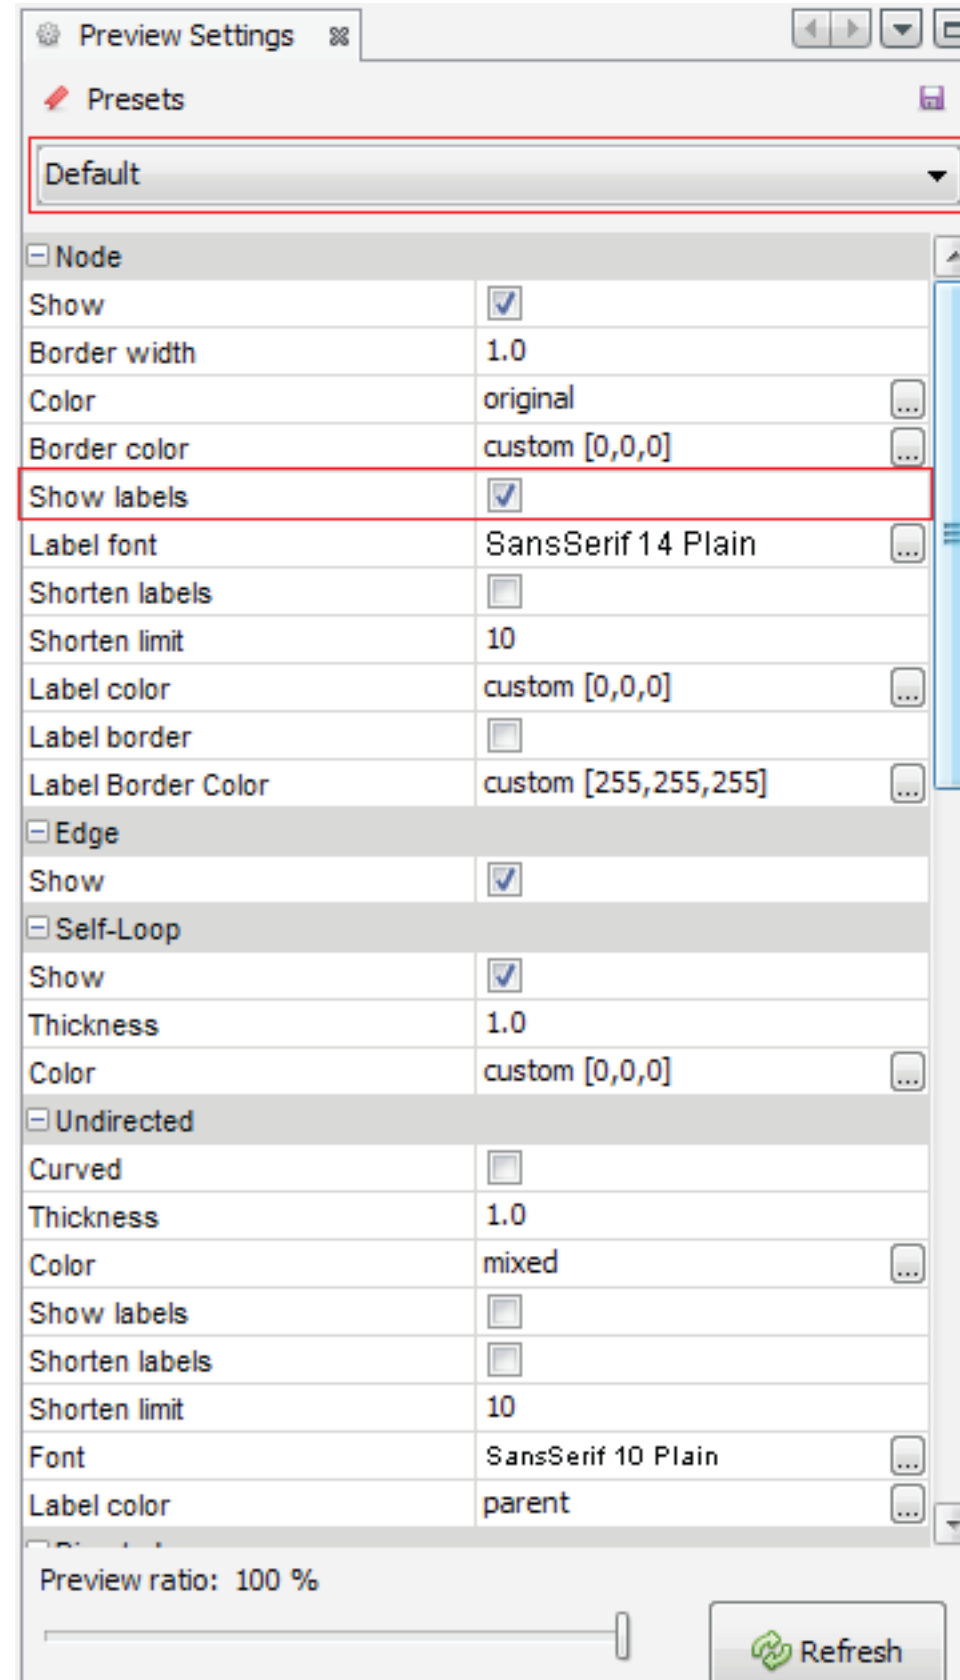 Preview Settings
Presets
Default
Node
Show
Border width 1.0
Color original ...
Border color custom [0,0,0] ...
Show labels
Label font SansSerif 14 Plain ...
Shorten labels
Shorten limit 10
Label color custom [0,0,0] ...
Label border
Label Border Color custom [255,255,255] ...
Edge
Show
Self-Loop
Show
Thickness 1.0
Color custom [0,0,0] ...
Undirected
Curved
Thickness 1.0
Color mixed ...
Show labels
Shorten labels
Shorten limit 10
Font SansSerif 10 Plain ...
Label color parent ...
Preview ratio: 100 %
Refresh